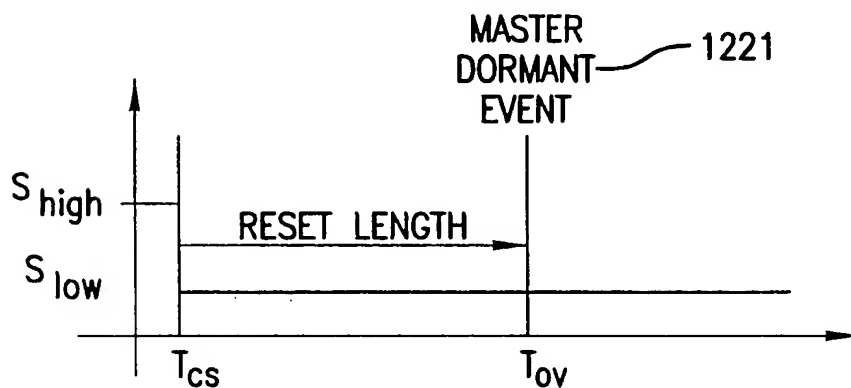 MASTER
DORMANT
EVENT
1221
S high
RESET LENGTH
S low
T cs
T ov